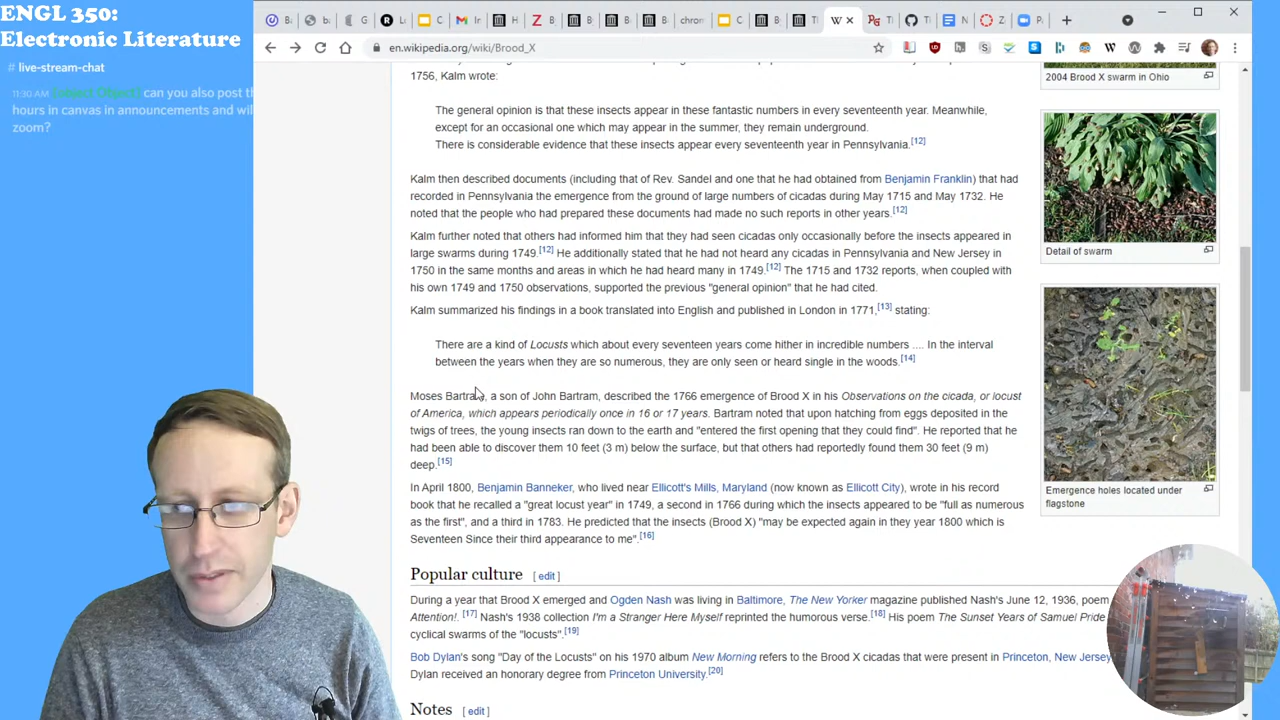 ENGL 350:
Electronic Literature
# live-stream-chat
11:30 AM [object Object] can you also post th
hours in canvas in announcements and wil
zoom?
chron
en.wikipedia.org/wiki/Brood_X
1756, Kalm wrote:
The general opinion is that these insects appear in these fantastic numbers in every seventeenth year. Meanwhile,
except for an occasional one which may appear in the summer, they remain underground.
There is considerable evidence that these insects appear every seventeenth year in Pennsylvania.[12]
Kalm then described documents (including that of Rev. Sandel and one that he had obtained from Benjamin Franklin) that had
recorded in Pennsylvania the emergence from the ground of large numbers of cicadas during May 1715 and May 1732. He
noted that the people who had prepared these documents had made no such reports in other years.[12]
Kalm further noted that others had informed him that they had seen cicadas only occasionally before the insects appeared in
large swarms during 1749.[12] He additionally stated that he had not heard any cicadas in Pennsylvania and New Jersey in
1750 in the same months and areas in which he had heard many in 1749.[12] The 1715 and 1732 reports, when coupled with
his own 1749 and 1750 observations, supported the previous "general opinion" that he had cited.
Kalm summarized his findings in a book translated into English and published in London in 1771,[13] stating:
There are a kind of Locusts which about every seventeen years come hither in incredible numbers .... In the interval
between the years when they are so numerous, they are only seen or heard single in the woods.[14]
Moses Bartram, a son of John Bartram, described the 1766 emergence of Brood X in his Observations on the cicada, or locust
of America, which appears periodically once in 16 or 17 years. Bartram noted that upon hatching from eggs deposited in the
twigs of trees, the young insects ran down to the earth and "entered the first opening that they could find". He reported that he
had been able to discover them 10 feet (3 m) below the surface, but that others had reportedly found them 30 feet (9 m)
deep.[15]
In April 1800, Benjamin Banneker, who lived near Ellicott's Mills, Maryland (now known as Ellicott City), wrote in his record
book that he recalled a "great locust year" in 1749, a second in 1766 during which the insects appeared to be "full as numerous
as the first", and a third in 1783. He predicted that the insects (Brood X) "may be expected again in they year 1800 which is
Seventeen Since their third appearance to me".[16]
2004 Brood X swarm in Ohio
Detail of swarm
Emergence holes located under
flagstone
Popular culture [ edit ]
During a year that Brood X emerged and Ogden Nash was living in Baltimore, The New Yorker magazine published Nash's June 12, 1936, poem
Attention!. [17] Nash's 1938 collection I'm a Stranger Here Myself reprinted the humorous verse.[18] His poem The Sunset Years of Samuel Pride
cyclical swarms of the "locusts".[19]
Bob Dylan's song "Day of the Locusts" on his 1970 album New Morning refers to the Brood X cicadas that were present in Princeton, New Jersey
Dylan received an honorary degree from Princeton University.[20]
Notes [ edit ]